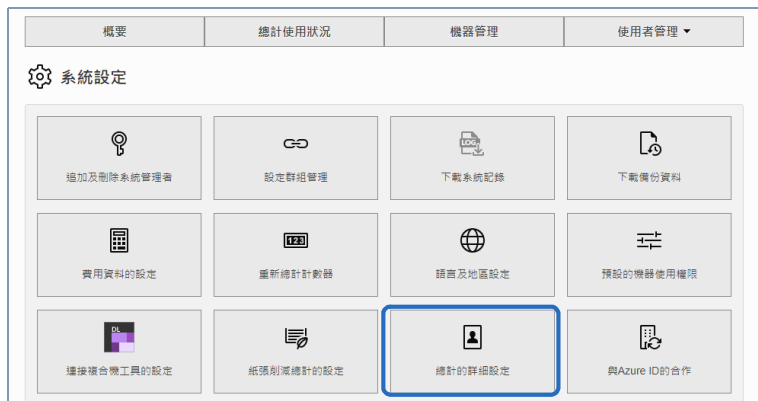 概要
總計使用狀況
機器管理
使用者管理 ▼
系統設定
追加及刪除系統管理者
設定群組管理
LOG
下載系統記錄
下載備份資料
費用資料的設定
123
重新總計計數器
語言及地區設定
預設的機器使用權限
DL
連接複合機工具的設定
紙張削減總計的設定
總計的詳細設定
與Azure ID的合作